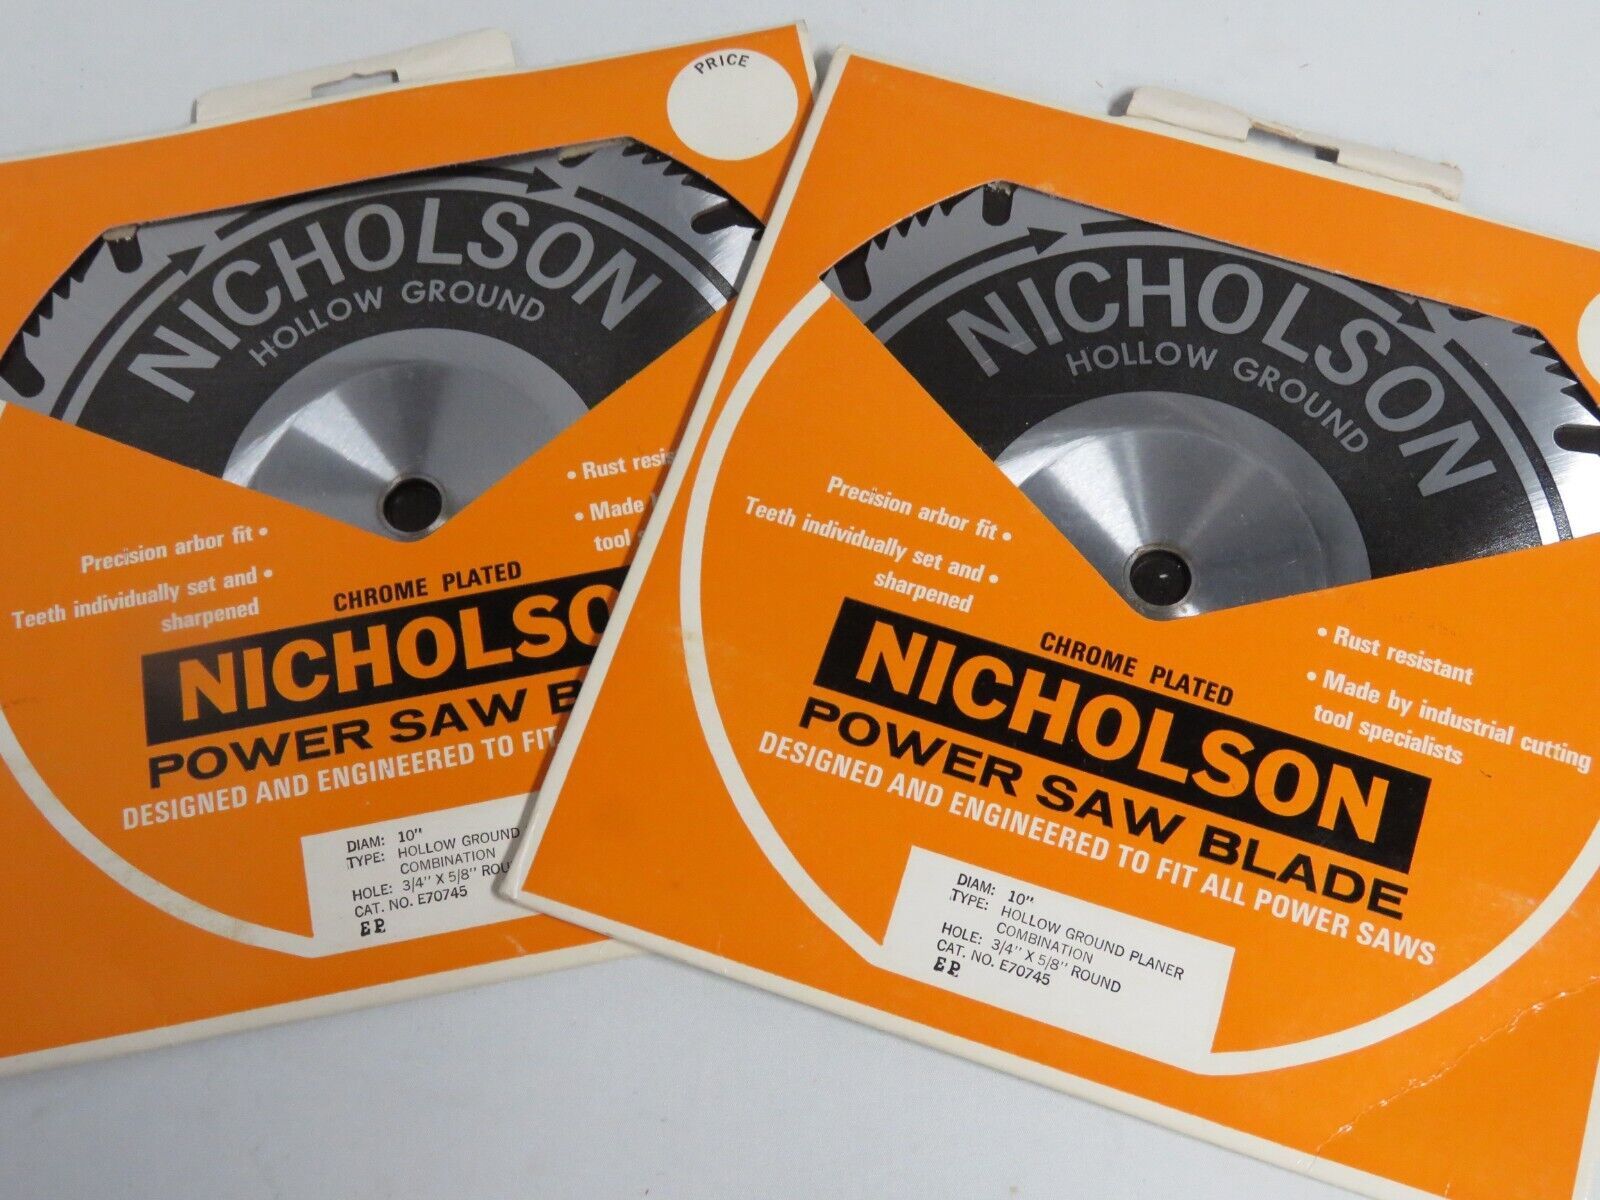 PRICE
NICHOLSON
HOLLOW GROUND
Precision arbor fit •
Teeth individually set and •
sharpened
• Rust
• Made
tool
CHROME PLATED
NICHOLSO
POWER SAW B
DESIGNED AND ENGINEERED TO FIT
DIAM: 10"
TYPE: HOLLOW GROUND
COMBINATION
HOLE: 3/4" X 5/8" ROU
CAT. NO. E70745
EP.
NICHOLSON
HOLLOW GROUND
Precision arbor fit •
Teeth individually set and •
sharpened
• Rust resistant
• Made by industrial cutting
tool specialists
CHROME PLATED
NICHOLSON
POWER SAW BLADE
DESIGNED AND ENGINEERED TO FIT ALL POWER SAWS
DIAM: 10"
TYPE: HOLLOW GROUND PLANER
COMBINATION
HOLE: 3/4" X 5/8" ROUND
CAT. NO. E70745
EP.